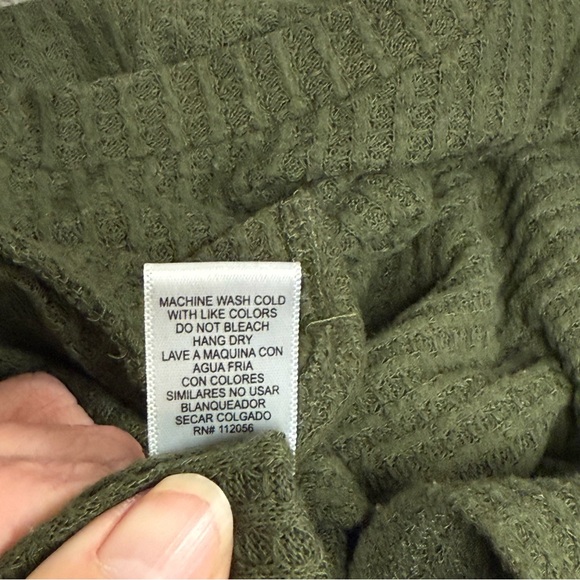 MACHINE WASH COLD
WITH LIKE COLORS
DO NOT BLEACH
HANG DRY
LAVE A MAQUINA CON
AGUA FRIA
CON COLORES
SIMILARES NO USAR
BLANQUEADOR
SECAR COLGADO
RN# 112056